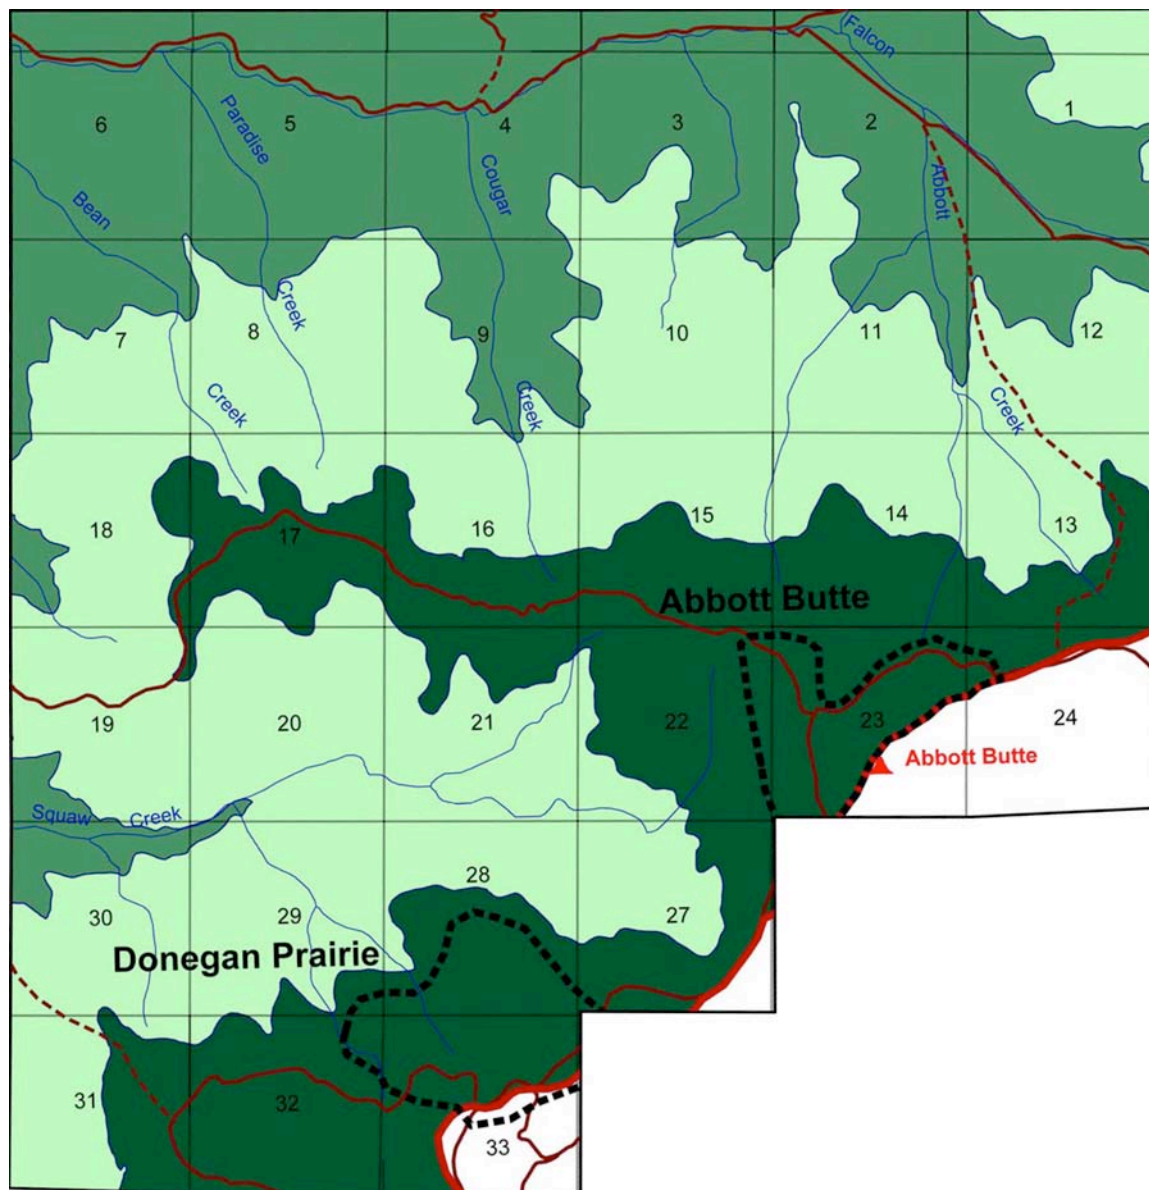 Falcon
1
6
5
4
3
2
Paradise
Cougar
Abbott
Bean
Creek
7
8
9
10
11
12
Creek
Creek
Creek
18
17
16
15
14
13
Abbott Butte
19
20
21
22
23
24
Abbott Butte
Squaw Creek
28
30
29
27
Donegan Prairie
31
32
33